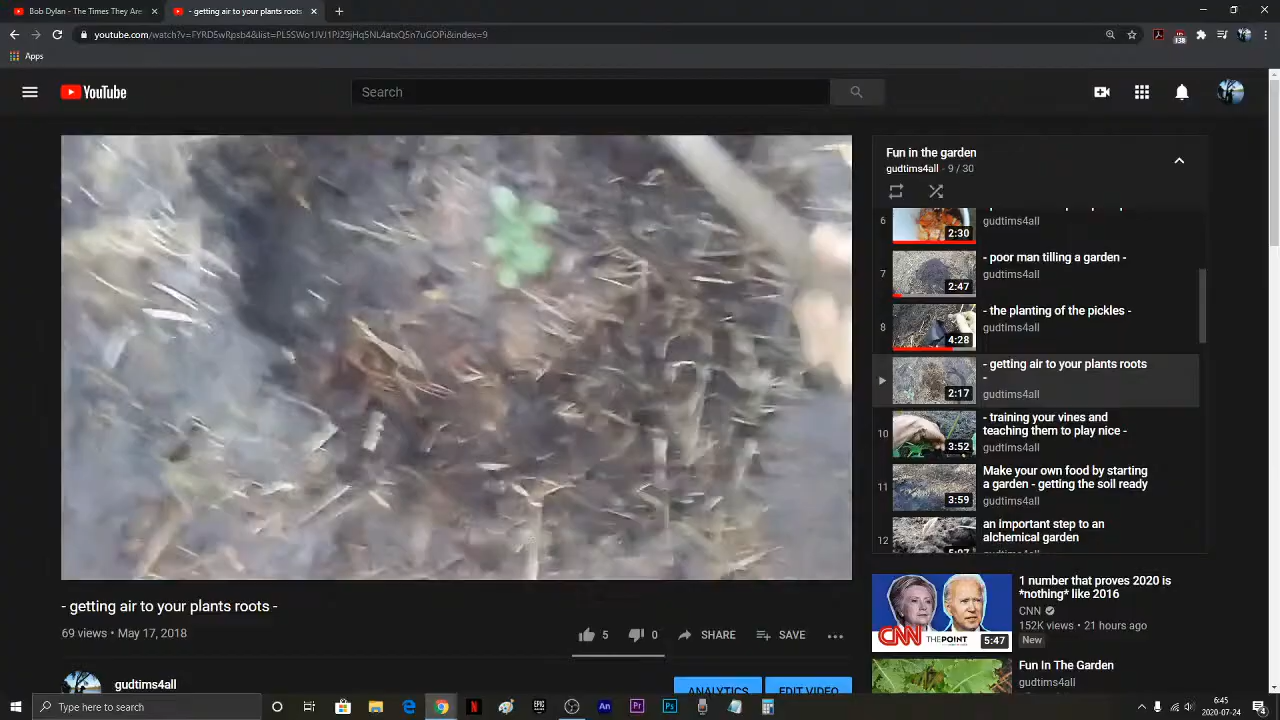 Bob Dylan - The Times They Are
- getting air to your plants roots
youtube.com/watch?v=FYRD5wRpsb4&list=PL5SWo1JVJ1PJ29jHq5NL4atxQ5n7uGOPi&index=9
Apps
YouTube
Search
Fun in the garden
gudtims4all - 9 / 30
6
2:30
gudtims4all
7
2:47
- poor man tilling a garden -
gudtims4all
8
4:28
- the planting of the pickles -
gudtims4all
2:17
- getting air to your plants roots
-
gudtims4all
10
3:52
- training your vines and
teaching them to play nice -
gudtims4all
11
3:59
Make your own food by starting
a garden - getting the soil ready
gudtims4all
12
5:07
an important step to an
alchemical garden
- getting air to your plants roots -
69 views • May 17, 2018
5
0
SHARE
SAVE
gudtims4all
ANALYTICS
EDIT VIDEO
CNN THEPOINT
5:47
1 number that proves 2020 is
*nothing* like 2016
CNN
152K views • 21 hours ago
New
Fun In The Garden
gudtims4all
Type here to search
6:45
2020-07-24